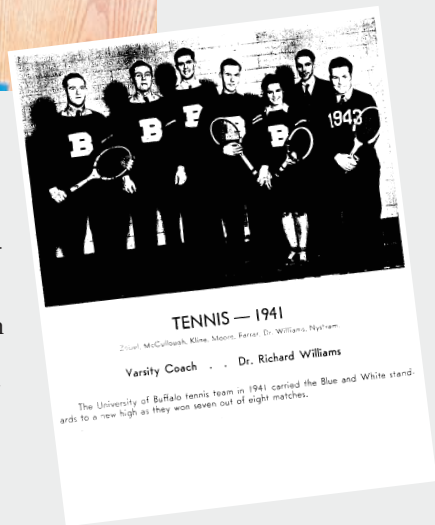 B B B B B 1943
TENNIS — 1941
McCullough, Kline, Moore, Farrar, Dr. Williams, Nystrom
Varsity Coach . . Dr. Richard Williams
The University of Buffalo tennis team in 1941 carried the Blue and White stand-
ards to a new high as they won seven out of eight matches.